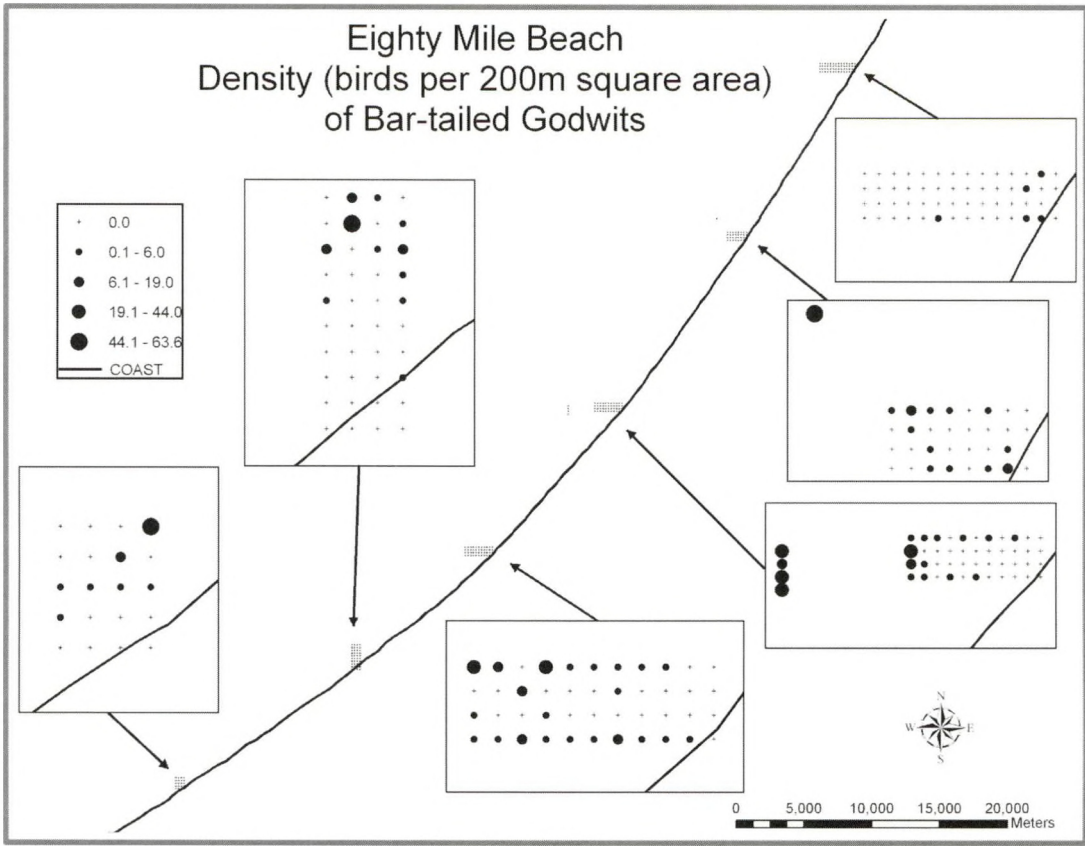 Eighty Mile Beach
Density (birds per 200m square area)
of Bar-tailed Godwits
0.0
0.1 - 6.0
6.1 - 19.0
19.1 - 44.0
44.1 - 63.6
COAST
N
W E
S
0 5,000 10,000 15,000 20,000
Meters